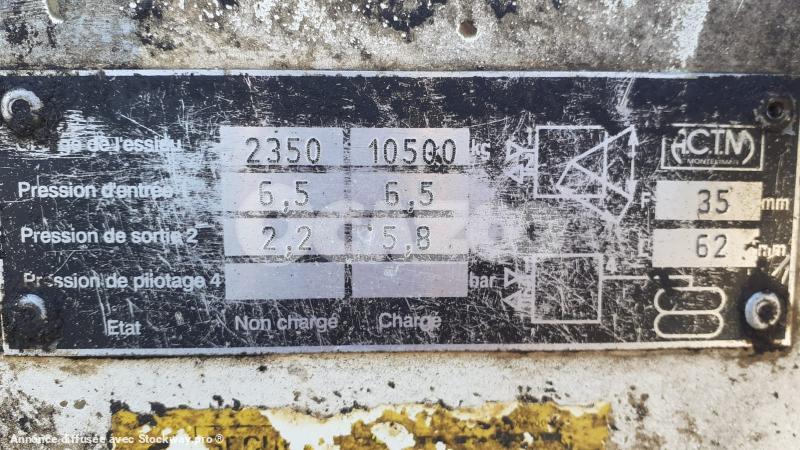 Charge de l'essieu 2350 10500 kg
Pression d'entrée 1 6,5 6,5
Pression de sortie 2 2,2 5,8
Pression de pilotage 4 bar
Etat Non chargé Chargé
CTM
MONTELIMAR
F 35 mm
L 62 mm
Annonce diffusée avec Stockway.pro®